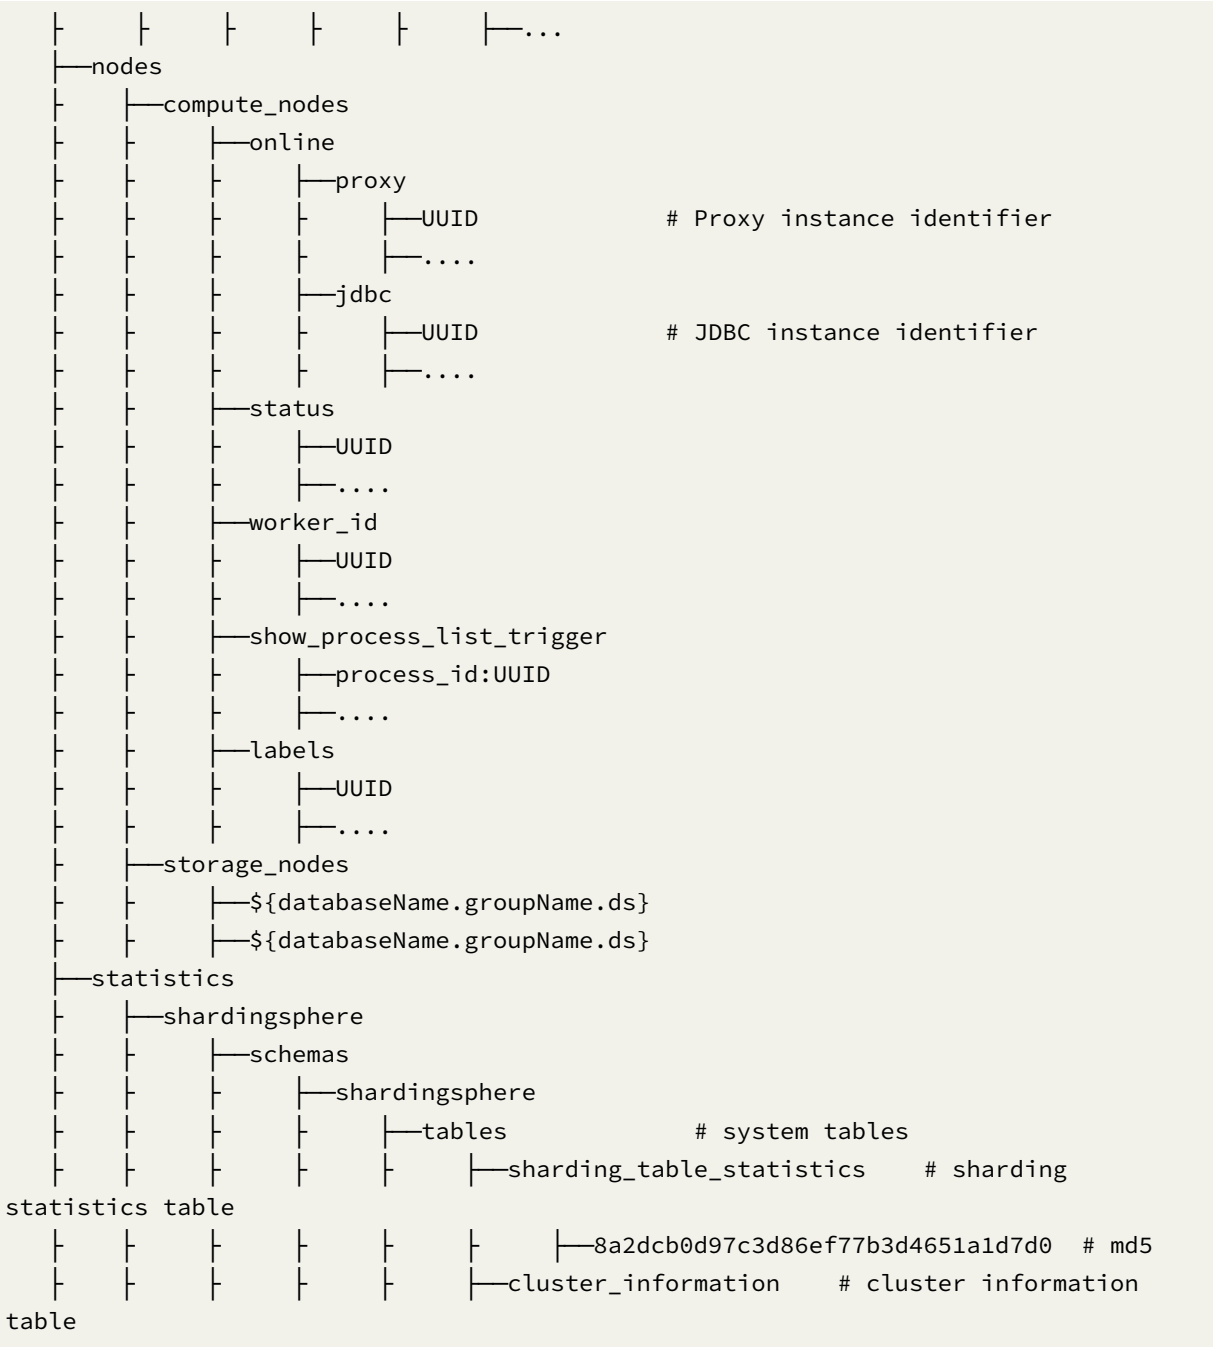 ├      ├     ├     ├     ├     ├──...
├──nodes
├    ├──compute_nodes
├    ├     ├──online
├    ├     ├     ├──proxy
├    ├     ├     ├     ├──UUID             # Proxy instance identifier
├    ├     ├     ├     ├──....
├    ├     ├     ├──jdbc
├    ├     ├     ├     ├──UUID             # JDBC instance identifier
├    ├     ├     ├     ├──....
├    ├     ├──status
├    ├     ├     ├──UUID
├    ├     ├     ├──....
├    ├     ├──worker_id
├    ├     ├     ├──UUID
├    ├     ├     ├──....
├    ├     ├──show_process_list_trigger
├    ├     ├     ├──process_id:UUID
├    ├     ├     ├──....
├    ├     ├──labels
├    ├     ├     ├──UUID
├    ├     ├     ├──....
├    ├──storage_nodes
├    ├     ├──${databaseName.groupName.ds}
├    ├     ├──${databaseName.groupName.ds}
├──statistics
├    ├──shardingsphere
├    ├     ├──schemas
├    ├     ├     ├──shardingsphere
├    ├     ├     ├     ├──tables             # system tables
├    ├     ├     ├     ├     ├──sharding_table_statistics    # sharding
statistics table
├    ├     ├     ├     ├     ├     ├──8a2dcb0d97c3d86ef77b3d4651a1d7d0  # md5
├    ├     ├     ├     ├     ├──cluster_information    # cluster information
table